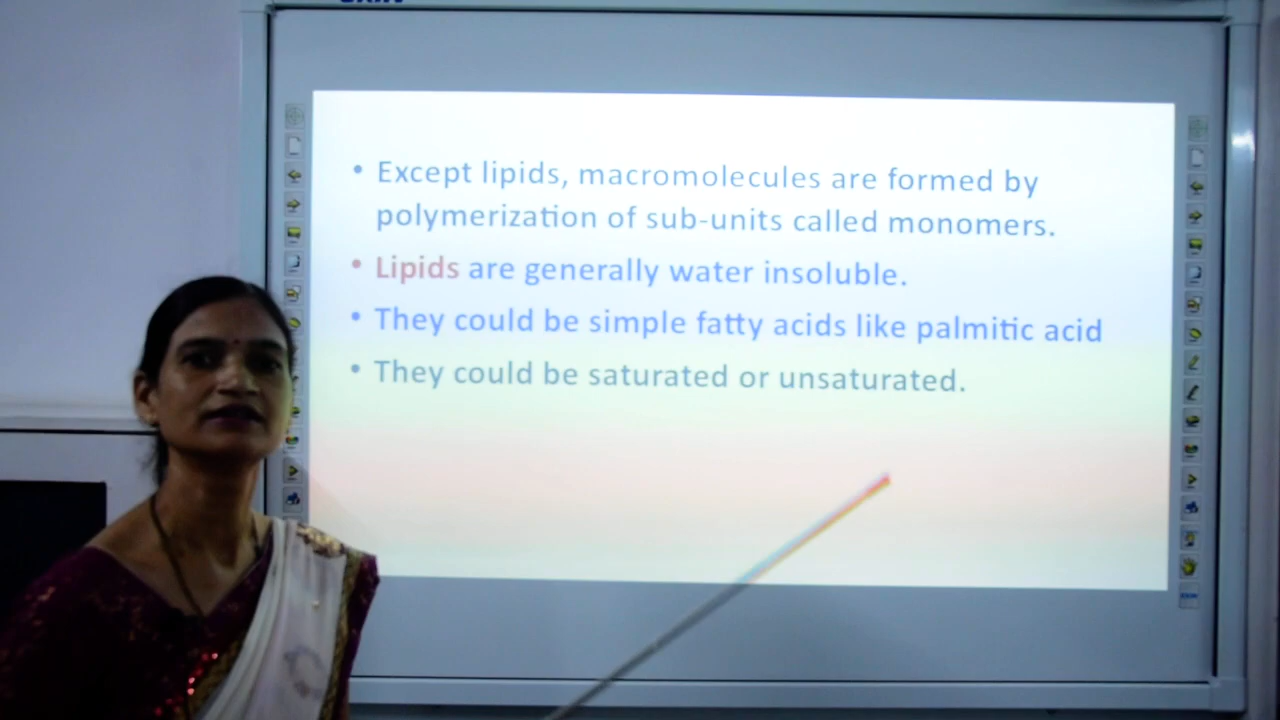 • Except lipids, macromolecules are formed by
polymerization of sub-units called monomers.
• Lipids are generally water insoluble.
• They could be simple fatty acids like palmitic acid
• They could be saturated or unsaturated.